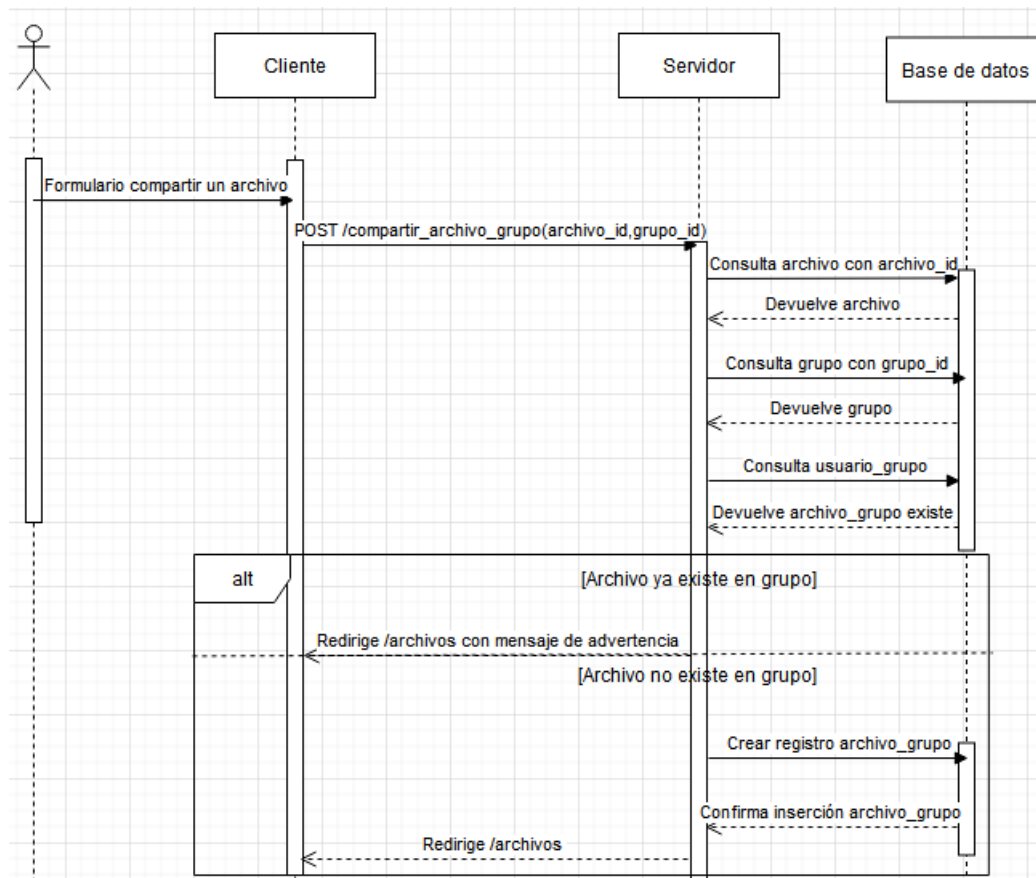 Cliente
Servidor
Base de datos
Formulario compartir un archivo
POST /compartir_archivo_grupo(archivo_id,grupo_id)
Consulta archivo con archivo_id
Devuelve archivo
Consulta grupo con grupo_id
Devuelve grupo
Consulta usuario_grupo
Devuelve archivo_grupo existe
alt
[Archivo ya existe en grupo]
Redirige /archivos con mensaje de advertencia
[Archivo no existe en grupo]
Crear registro archivo_grupo
Confirma inserción archivo_grupo
Redirige /archivos